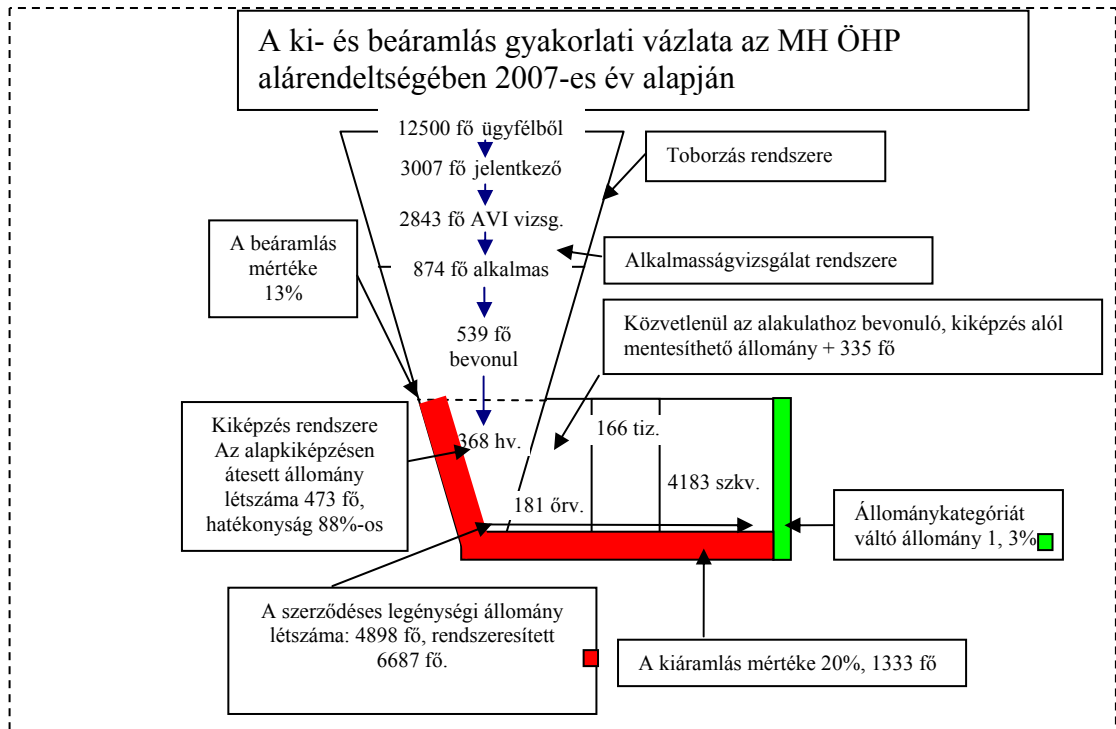 A ki- és beáramlás gyakorlati vázlata az MH ÖHP
alárendeltségében 2007-es év alapján
12500 fő ügyfélből
3007 fő jelentkező
2843 fő AVI vizsg.
874 fő alkalmas
539 fő
bevonul
368 hv.
181 őrv.
166 tiz.
4183 szkv.
Toborzás rendszere
Alkalmasságvizsgálat rendszere
A beáramlás
mértéke
13%
Közvetlenül az alakulathoz bevonuló, kiképzés alól
mentesíthető állomány + 335 fő
Kiképzés rendszere
Az alapkiképzésen
átesett állomány
létszáma 473 fő,
hatékonyság 88%-os
Állománykategóriát
váltó állomány 1, 3%
A szerződéses legénységi állomány
létszáma: 4898 fő, rendszeresített
6687 fő.
A kiáramlás mértéke 20%, 1333 fő